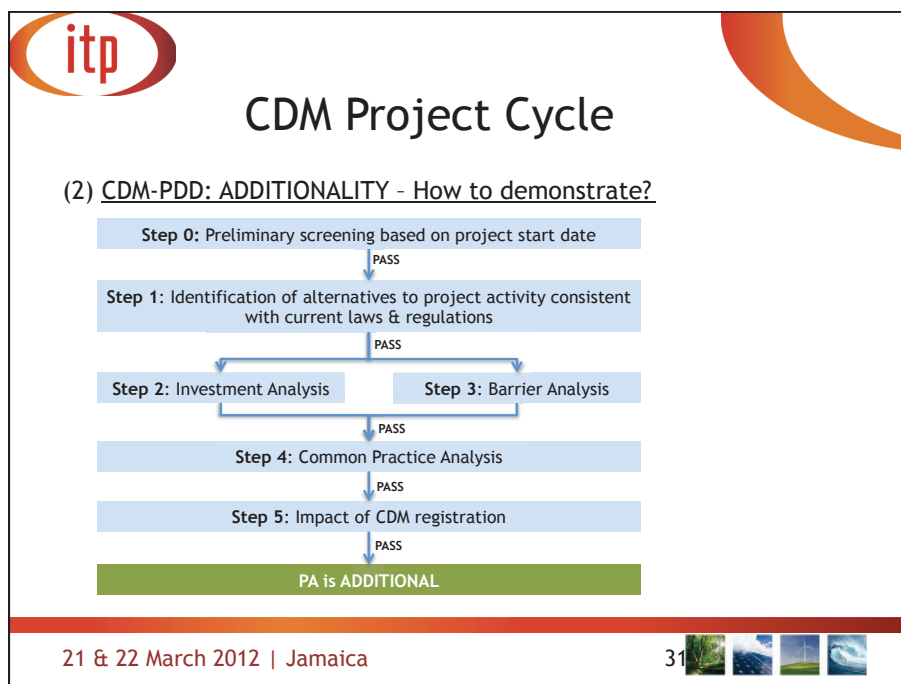 itp
CDM Project Cycle
(2) CDM-PDD: ADDITIONALITY – How to demonstrate?
Step 0: Preliminary screening based on project start date
PASS
Step 1: Identification of alternatives to project activity consistent
with current laws & regulations
PASS
Step 2: Investment Analysis
Step 3: Barrier Analysis
PASS
Step 4: Common Practice Analysis
PASS
Step 5: Impact of CDM registration
PASS
PA is ADDITIONAL
21 & 22 March 2012 | Jamaica
31